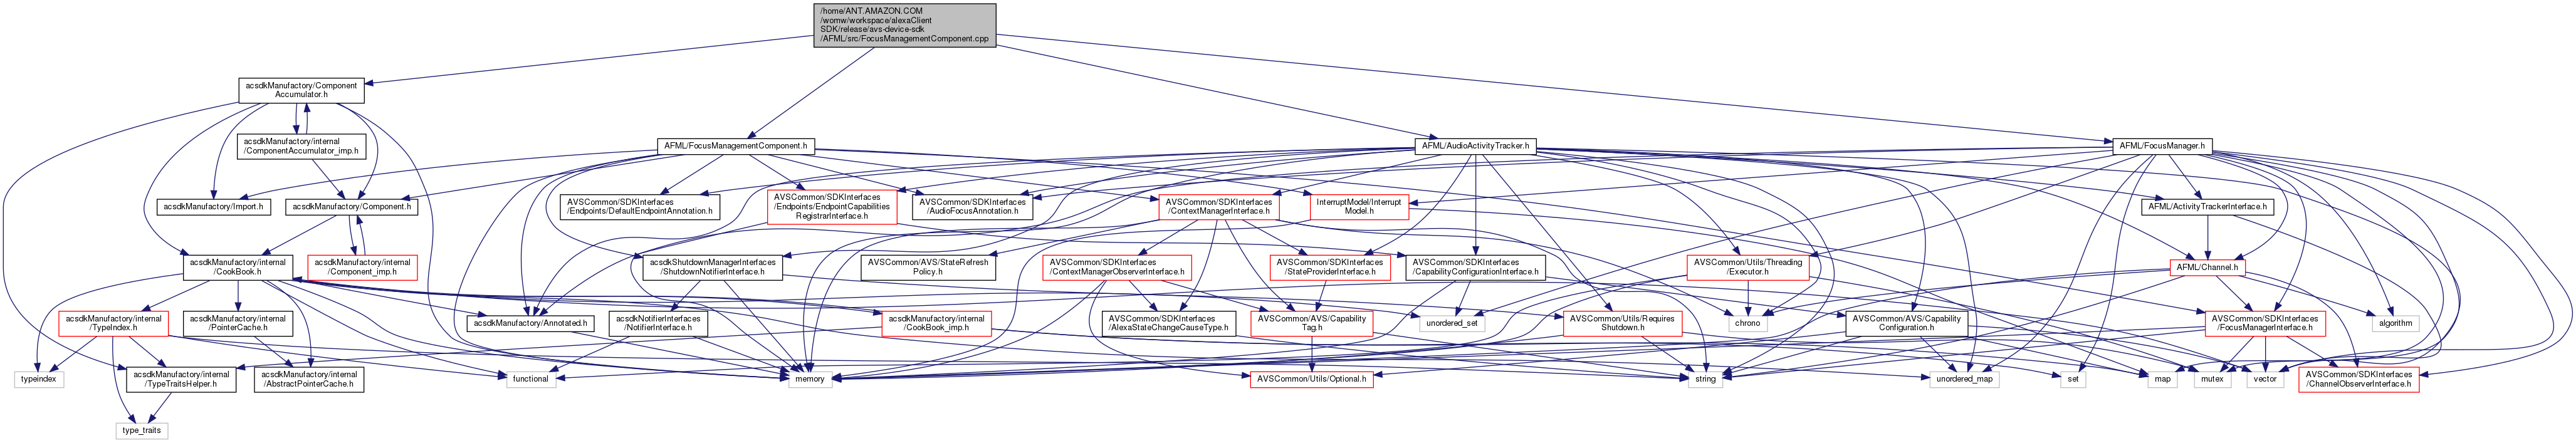 /home/ANT.AMAZON.COM
/womw/workspace/alexaClient
SDK/release/avs-device-sdk
/AFML/src/FocusManagementComponent.cpp
acsdkManufactory/Component
Accumulator.h
acsdkManufactory/internal
/ComponentAccumulator_imp.h
AFML/FocusManagementComponent.h
AFML/AudioActivityTracker.h
AFML/FocusManager.h
acsdkManufactory/Import.h
acsdkManufactory/Component.h
AVSCommon/SDKInterfaces
/Endpoints/DefaultEndpointAnnotation.h
AVSCommon/SDKInterfaces
/Endpoints/EndpointCapabilities
RegistrarInterface.h
AVSCommon/SDKInterfaces
/AudioFocusAnnotation.h
AVSCommon/SDKInterfaces
/ContextManagerInterface.h
InterruptModel/Interrupt
Model.h
AFML/ActivityTrackerInterface.h
acsdkManufactory/internal
/CookBook.h
acsdkManufactory/internal
/Component_imp.h
acsdkShutdownManagerInterfaces
/ShutdownNotifierInterface.h
AVSCommon/AVS/StateRefresh
Policy.h
AVSCommon/SDKInterfaces
/ContextManagerObserverInterface.h
AVSCommon/SDKInterfaces
/StateProviderInterface.h
AVSCommon/SDKInterfaces
/CapabilityConfigurationInterface.h
AVSCommon/Utils/Threading
/Executor.h
AFML/Channel.h
acsdkManufactory/internal
/TypeIndex.h
acsdkManufactory/internal
/PointerCache.h
acsdkManufactory/Annotated.h
acsdkNotifierInterfaces
/NotifierInterface.h
acsdkManufactory/internal
/CookBook_imp.h
unordered_set
AVSCommon/SDKInterfaces
/AlexaStateChangeCauseType.h
AVSCommon/AVS/Capability
Tag.h
AVSCommon/Utils/Requires
Shutdown.h
chrono
AVSCommon/AVS/Capability
Configuration.h
AVSCommon/SDKInterfaces
/FocusManagerInterface.h
algorithm
typeindex
acsdkManufactory/internal
/TypeTraitsHelper.h
acsdkManufactory/internal
/AbstractPointerCache.h
functional
memory
AVSCommon/Utils/Optional.h
string
unordered_map
set
map
mutex
vector
AVSCommon/SDKInterfaces
/ChannelObserverInterface.h
type_traits